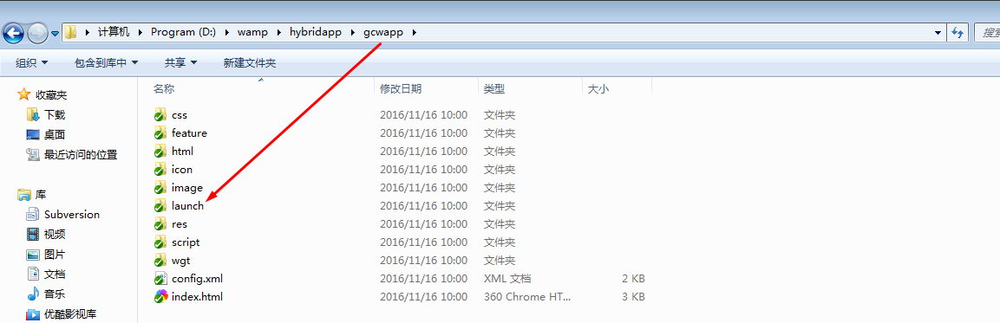 计算机 Program (D:) wamp hybridapp gcwapp 搜索
组织 包含到库中 共享 新建文件夹
名称 修改日期 类型 大小
收藏夹
下载
桌面
最近访问的位置
库
Subversion
视频
图片
文档
音乐
优酷影视库
css 2016/11/16 10:00 文件夹
feature 2016/11/16 10:00 文件夹
html 2016/11/16 10:00 文件夹
icon 2016/11/16 10:00 文件夹
image 2016/11/16 10:00 文件夹
launch 2016/11/16 10:00 文件夹
res 2016/11/16 10:00 文件夹
script 2016/11/16 10:00 文件夹
wgt 2016/11/16 10:00 文件夹
config.xml 2016/11/16 10:00 XML 文档 2 KB
index.html 2016/11/16 10:00 360 Chrome HT... 3 KB